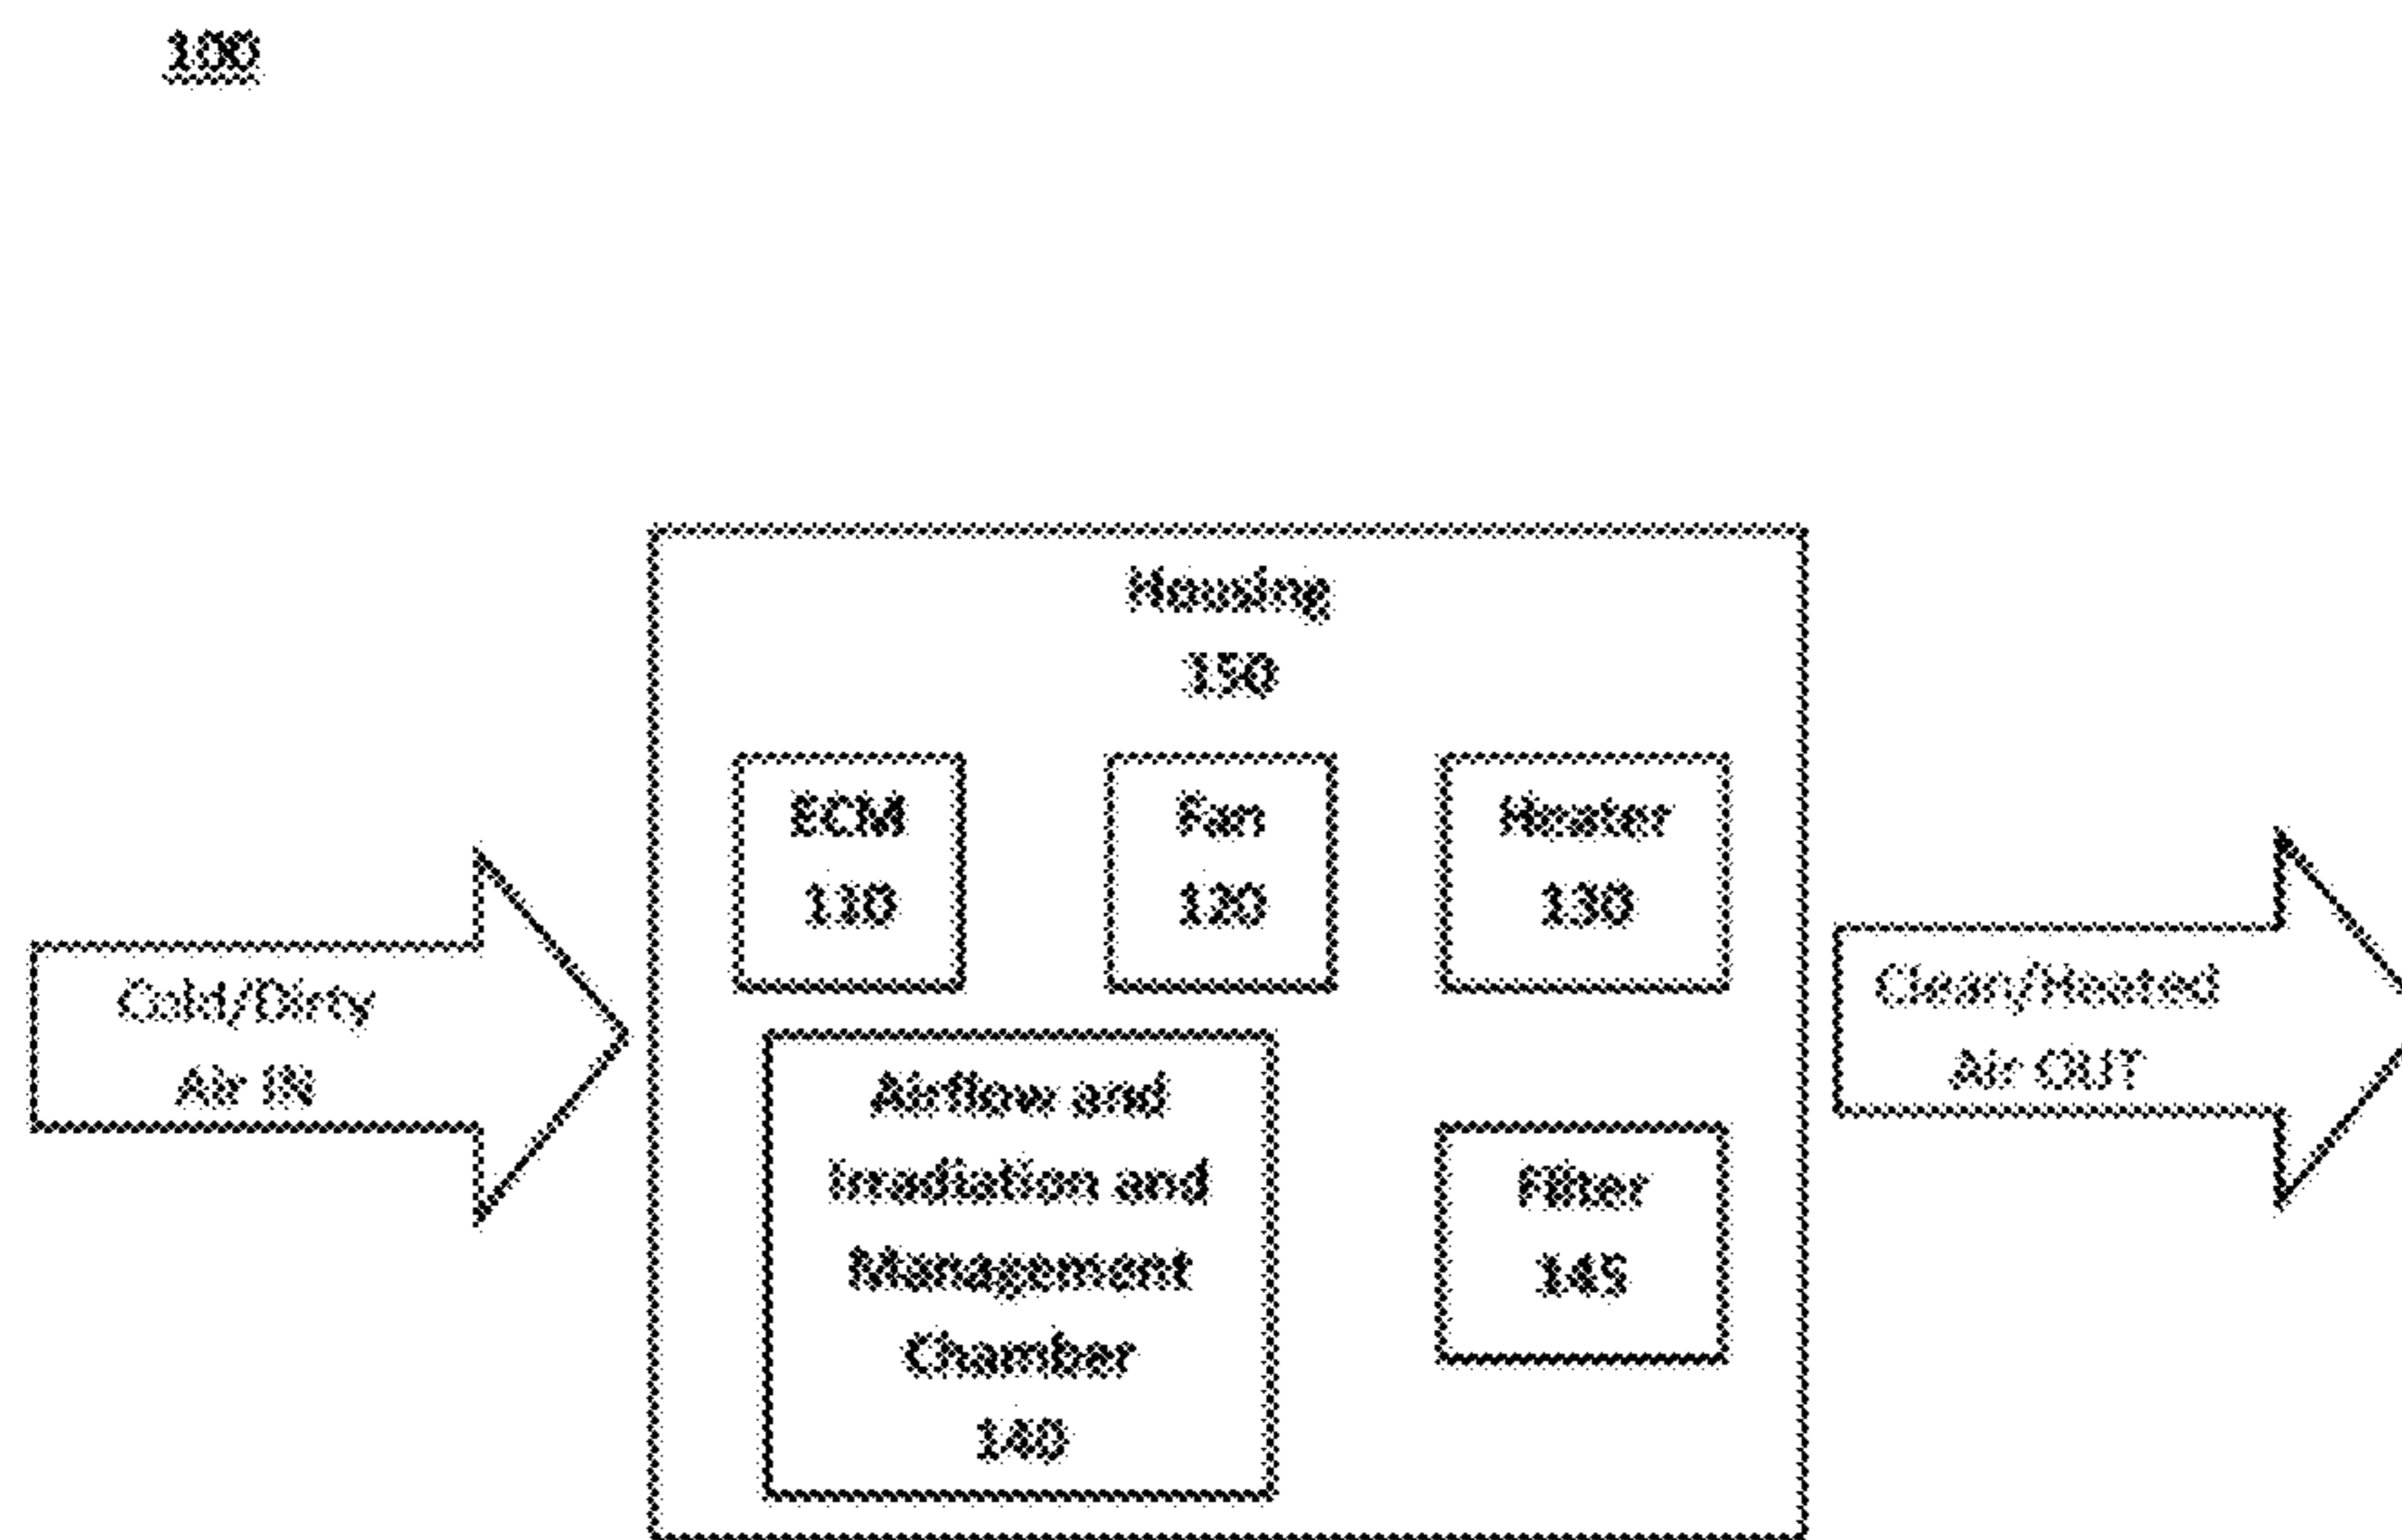 100
Housing
150
ECM
110
Fan
120
Heater
130
Cold/Dirty
Air IN
Airflow and
Irradiation and
Management
Chamber
140
Filter
145
Clean/Heated
Air OUT